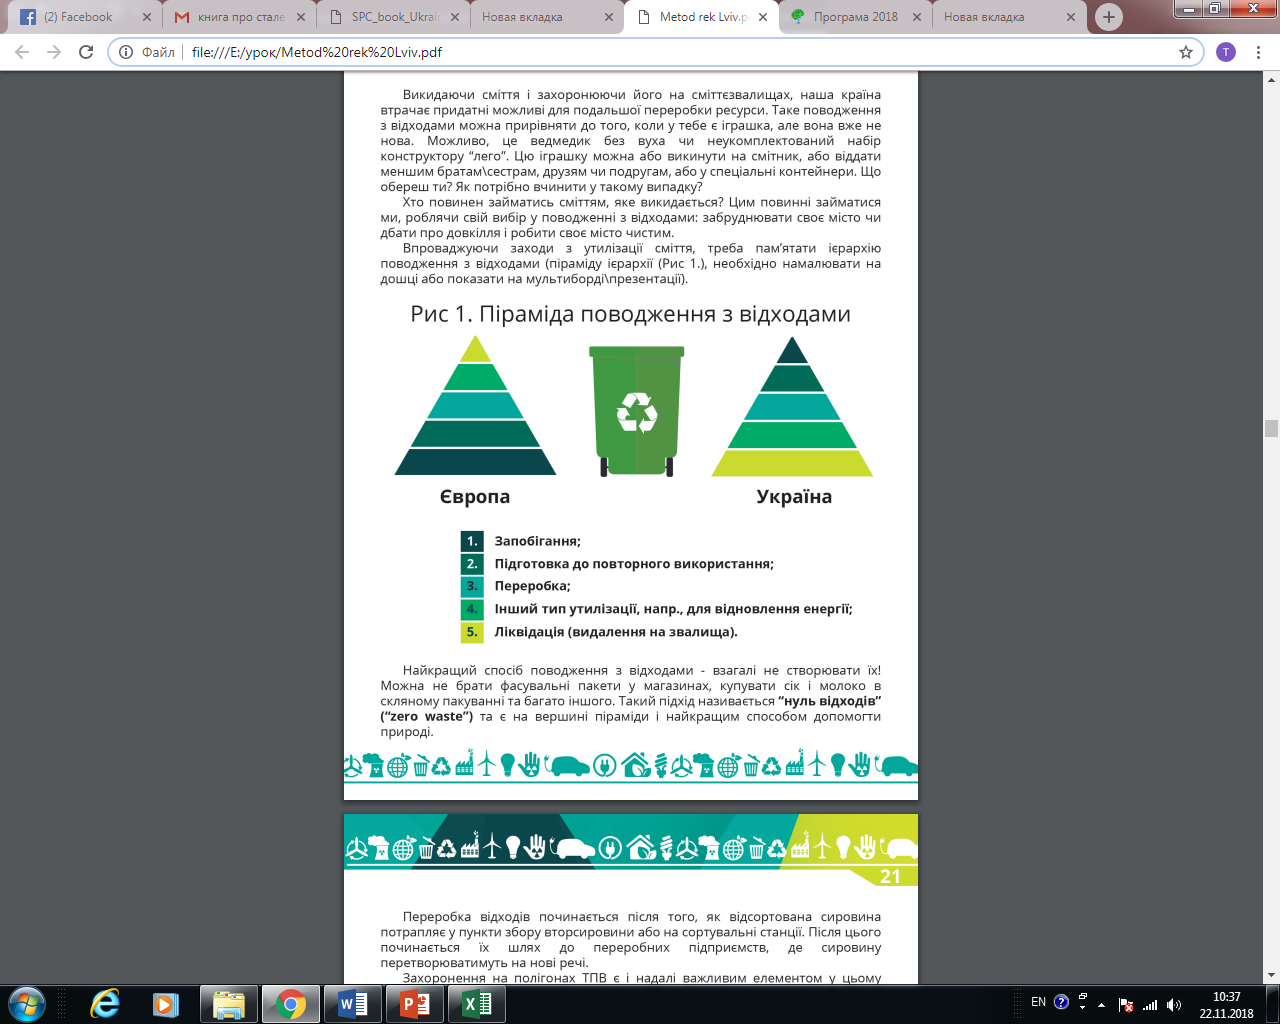 (2) Facebook
книга про стале
SPC_book_Ukrain
Новая вкладка
Metod rek Lviv.p
Програма 2018
Новая вкладка
Файл
file:///E:/урок/Metod%20rek%20Lviv.pdf
T
Викидаючи сміття і захоронюючи його на сміттєзвалищах, наша країна
втрачає придатні можливі для подальшої переробки ресурси. Таке поводження
з відходами можна прирівняти до того, коли у тебе є іграшка, але вона вже не
нова. Можливо, це ведмедик без вуха чи неукомплектований набір
конструктору “лего”. Цю іграшку можна або викинути на смітник, або віддати
меншим братам\сестрам, друзям чи подругам, або у спеціальні контейнери. Що
обереш ти? Як потрібно вчинити у такому випадку?
Хто повинен займатись сміттям, яке викидається? Цим повинні займатися
ми, роблячи свій вибір у поводженні з відходами: забруднювати своє місто чи
дбати про довкілля і робити своє місто чистим.
Впроваджуючи заходи з утилізації сміття, треба пам’ятати ієрархію
поводження з відходами (піраміду ієрархії (Рис 1.), необхідно намалювати на
дошці або показати на мультиборді\презентації).
Рис 1. Піраміда поводження з відходами
Європа
Україна
1. Запобігання;
2. Підготовка до повторного використання;
3. Переробка;
4. Інший тип утилізації, напр., для відновлення енергії;
5. Ліквідація (видалення на звалища).
Найкращий спосіб поводження з відходами - взагалі не створювати їх!
Можна не брати фасувальні пакети у магазинах, купувати сік і молоко в
скляному пакуванні та багато іншого. Такий підхід називається “нуль відходів”
(“zero waste”) та є на вершині піраміди і найкращим способом допомогти
природі.
21
Переробка відходів починається після того, як відсортована сировина
потрапляє у пункти збору вторсировини або на сортувальні станції. Після цього
починається їх шлях до переробних підприємств, де сировину
перетворюватимуть на нові речі.
Захоронення на полігонах ТПВ є і надалі важливим елементом у цьому
EN
10:37
22.11.2018